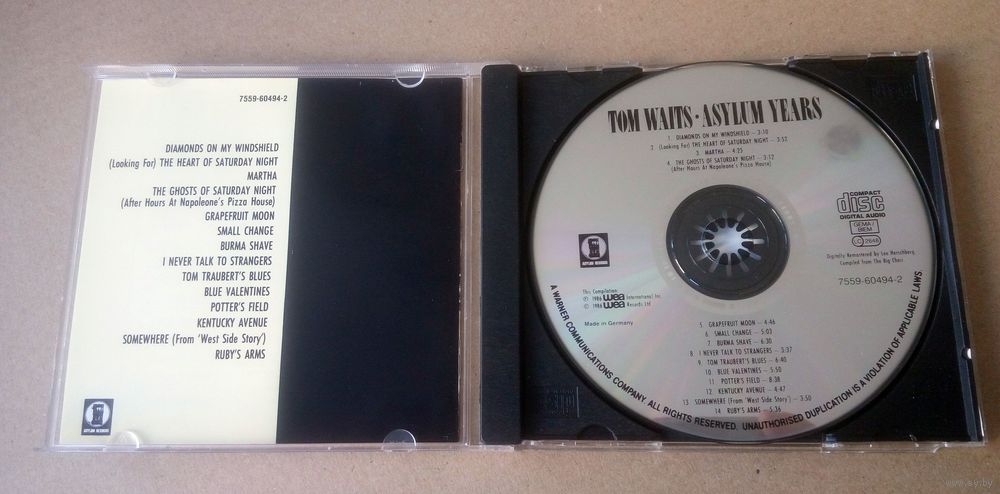 7559-60494-2
DIAMONDS ON MY WINDSHIELD
(Looking For) THE HEART OF SATURDAY NIGHT
MARTHA
THE GHOSTS OF SATURDAY NIGHT
(After Hours At Napoleone's Pizza House)
GRAPEFRUIT MOON
SMALL CHANGE
BURMA SHAVE
I NEVER TALK TO STRANGERS
TOM TRAUBERT'S BLUES
BLUE VALENTINES
POTTER'S FIELD
KENTUCKY AVENUE
SOMEWHERE (From 'West Side Story')
RUBY'S ARMS
ASYLUM RECORDS
TOM WAITS · ASYLUM YEARS
1 DIAMONDS ON MY WINDSHIELD – 3:10
2 (Looking For) THE HEART OF SATURDAY NIGHT – 3:52
3 MARTHA – 4:25
4 THE GHOSTS OF SATURDAY NIGHT – 3:12
(After Hours At Napoleone's Pizza House)
COMPACT
disc
DIGITAL AUDIO
GEMA/
BIEM
LC 2648
Digitally Remastered by Lee Herschberg
Compiled from The Big Choir
7559-60494-2
ASYLUM RECORDS
This Compilation:
℗ 1986 wea International Inc.
© 1986 wea Records Ltd
Made in Germany
5 GRAPEFRUIT MOON – 4:46
6 SMALL CHANGE – 5:03
7 BURMA SHAVE – 6:30
8 I NEVER TALK TO STRANGERS – 3:37
9 TOM TRAUBERT'S BLUES – 6:40
10 BLUE VALENTINES – 5:50
11 POTTER'S FIELD – 8:38
12 KENTUCKY AVENUE – 4:47
13 SOMEWHERE (From 'West Side Story') – 3:50
14 RUBY'S ARMS – 5:36
A WARNER COMMUNICATIONS COMPANY. ALL RIGHTS RESERVED. UNAUTHORISED DUPLICATION IS A VIOLATION OF APPLICABLE LAWS
www.ay.by